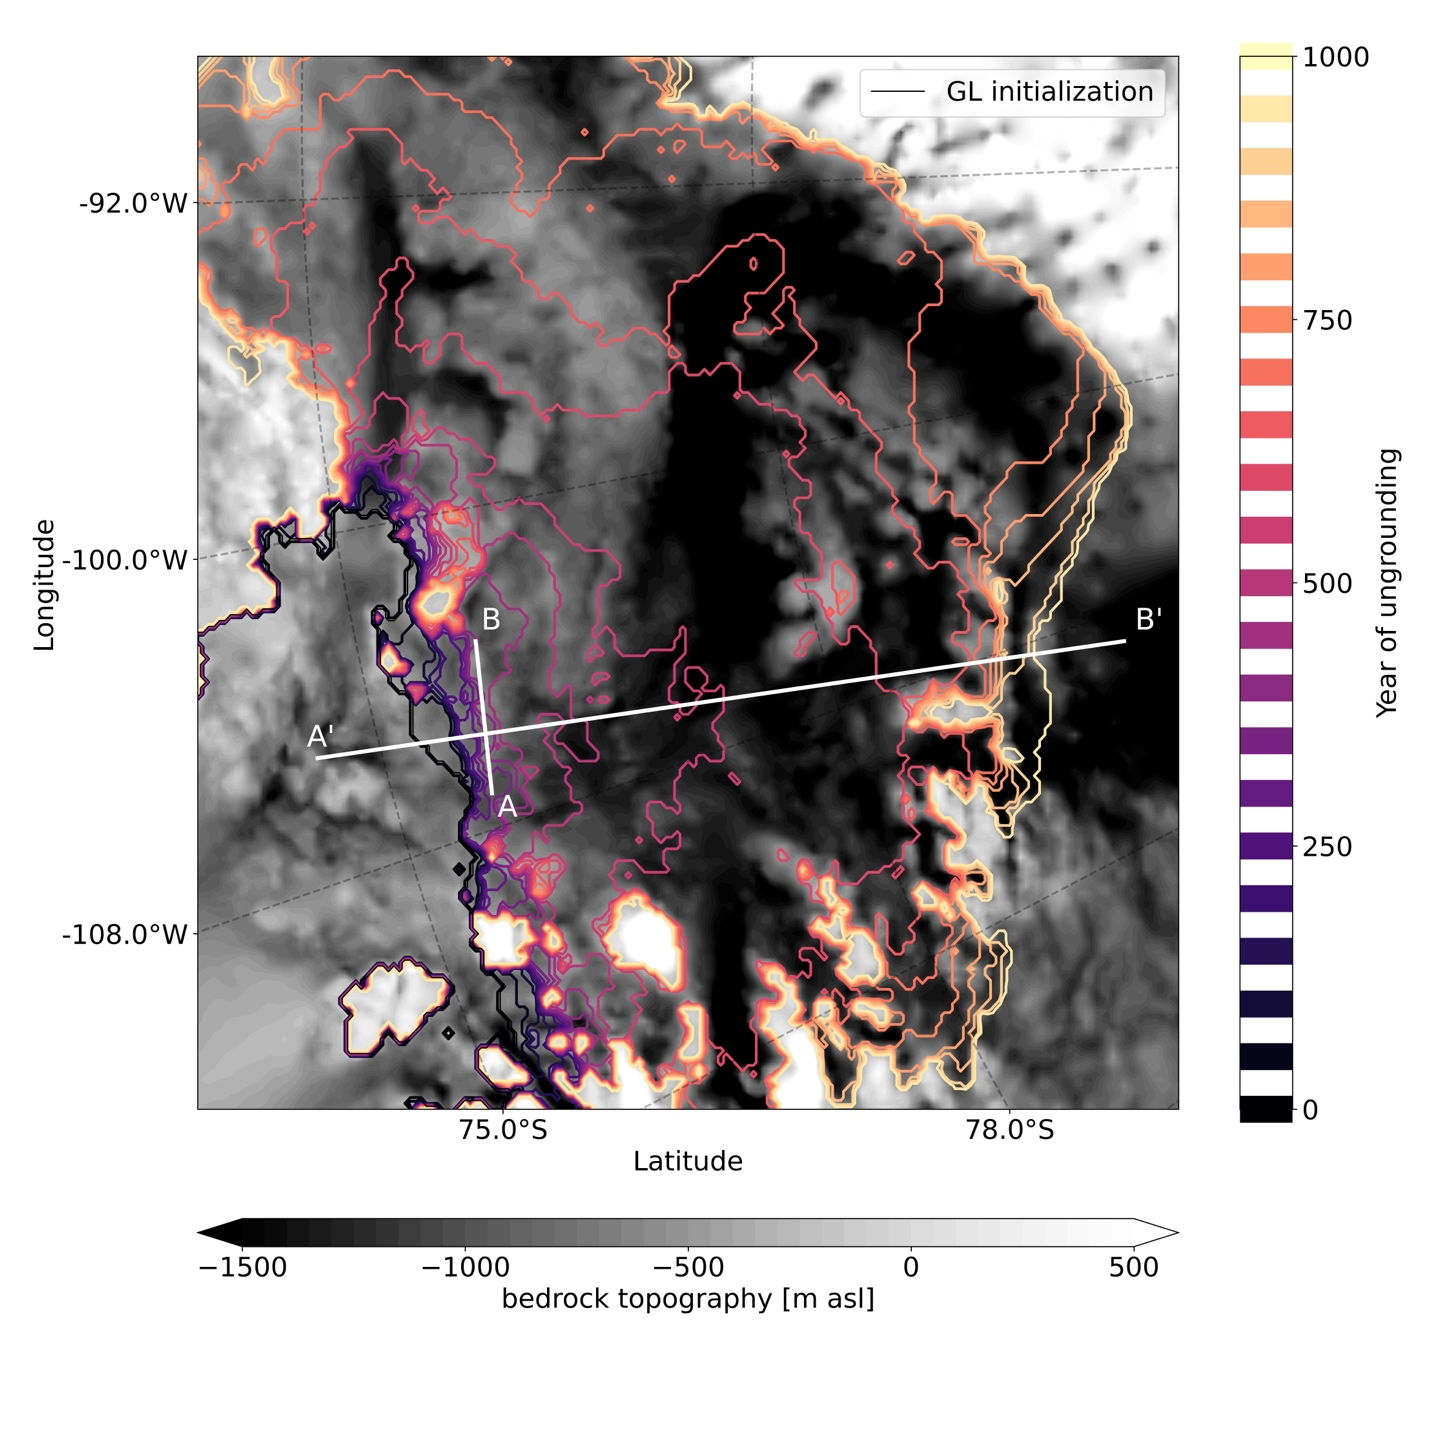 GL initialization
-92.0°W
-100.0°W
-108.0°W
Longitude
B
B'
A'
A
75.0°S
78.0°S
Latitude
1000
750
500
250
0
Year of ungrounding
−1500
−1000
−500
0
500
bedrock topography [m asl]